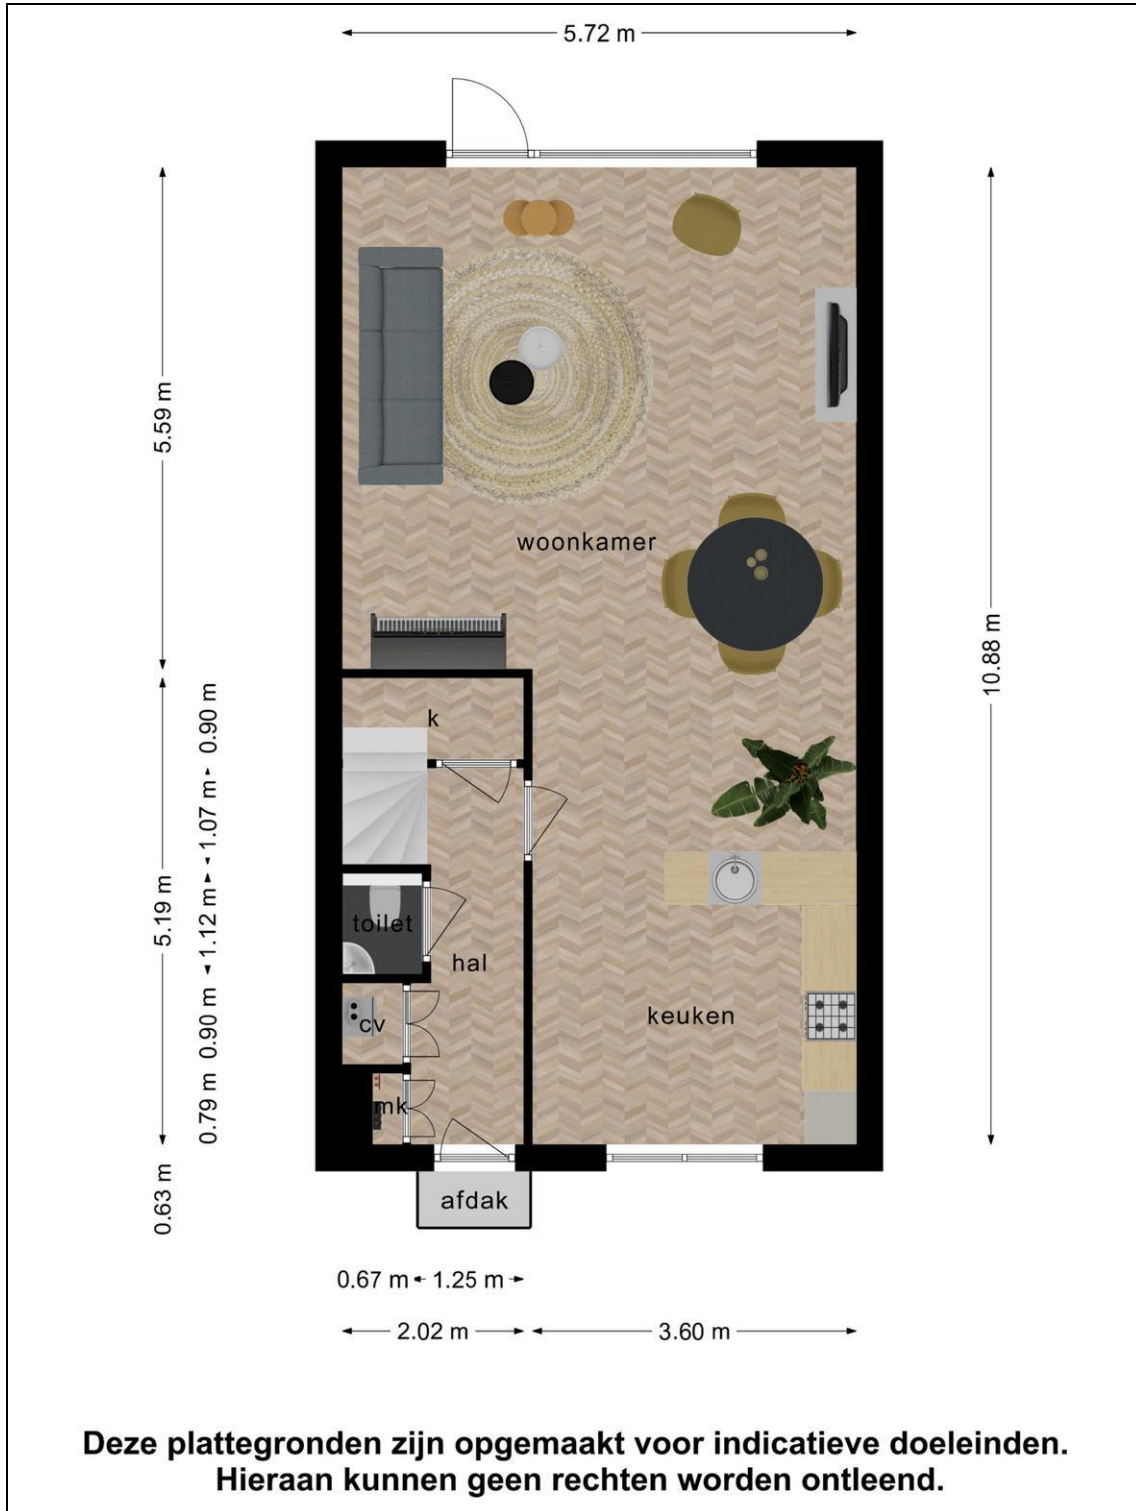 5.72 m
5.59 m
woonkamer
10.88 m
0.90 m
k
1.07 m
5.19 m
1.12 m
toilet
hal
0.90 m
cv
keuken
0.79 m
mk
0.63 m
afdak
0.67 m
1.25 m
2.02 m
3.60 m
Deze plattegronden zijn opgemaakt voor indicatieve doeleinden.
Hieraan kunnen geen rechten worden ontleend.